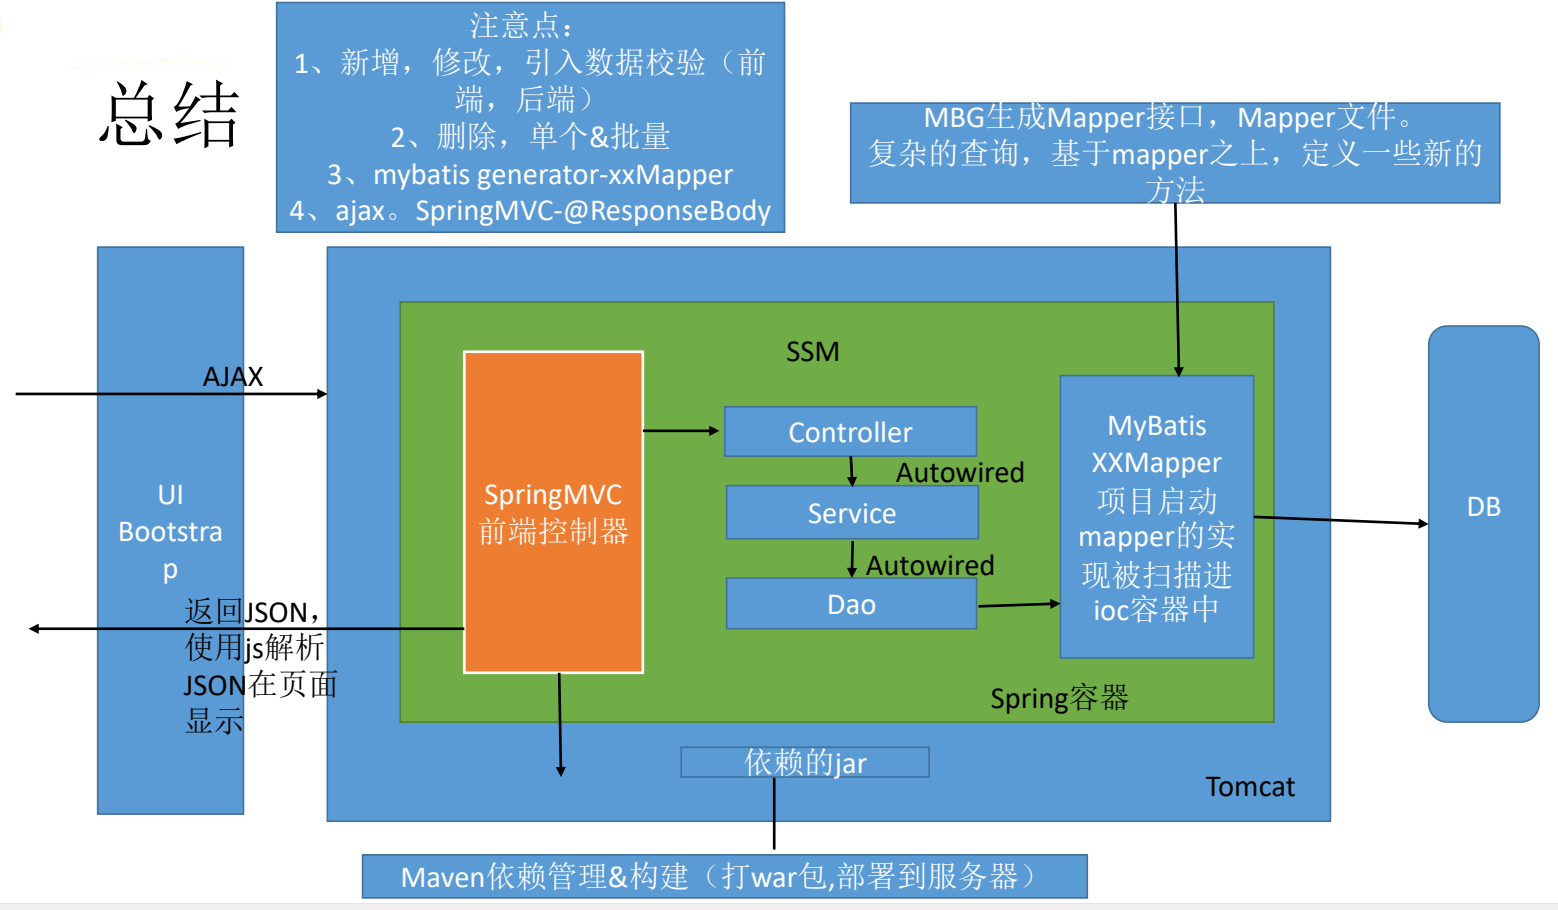 总结
注意点：
1、新增，修改，引入数据校验（前
端，后端）
2、删除，单个&批量
3、mybatis generator-xxMapper
4、ajax。SpringMVC-@ResponseBody
MBG生成Mapper接口，Mapper文件。
复杂的查询，基于mapper之上，定义一些新的
方法
AJAX
UI
Bootstra
p
返回JSON，
使用js解析
JSON在页面
显示
SpringMVC
前端控制器
SSM
Controller
Autowired
Service
Autowired
Dao
MyBatis
XXMapper
项目启动
mapper的实
现被扫描进
ioc容器中
Spring容器
DB
依赖的jar
Tomcat
Maven依赖管理&构建（打war包,部署到服务器）